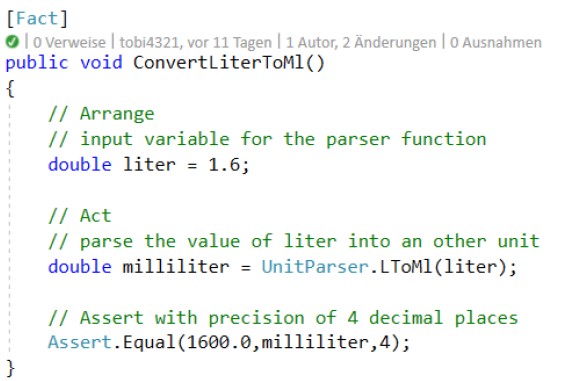 [Fact]
| 0 Verweise | tobi4321, vor 11 Tagen | 1 Autor, 2 Änderungen | 0 Ausnahmen
public void ConvertLiterToMl()
{
// Arrange
// input variable for the parser function
double liter = 1.6;
// Act
// parse the value of liter into an other unit
double milliliter = UnitParser.LToMl(liter);
// Assert with precision of 4 decimal places
Assert.Equal(1600.0,milliliter,4);
}